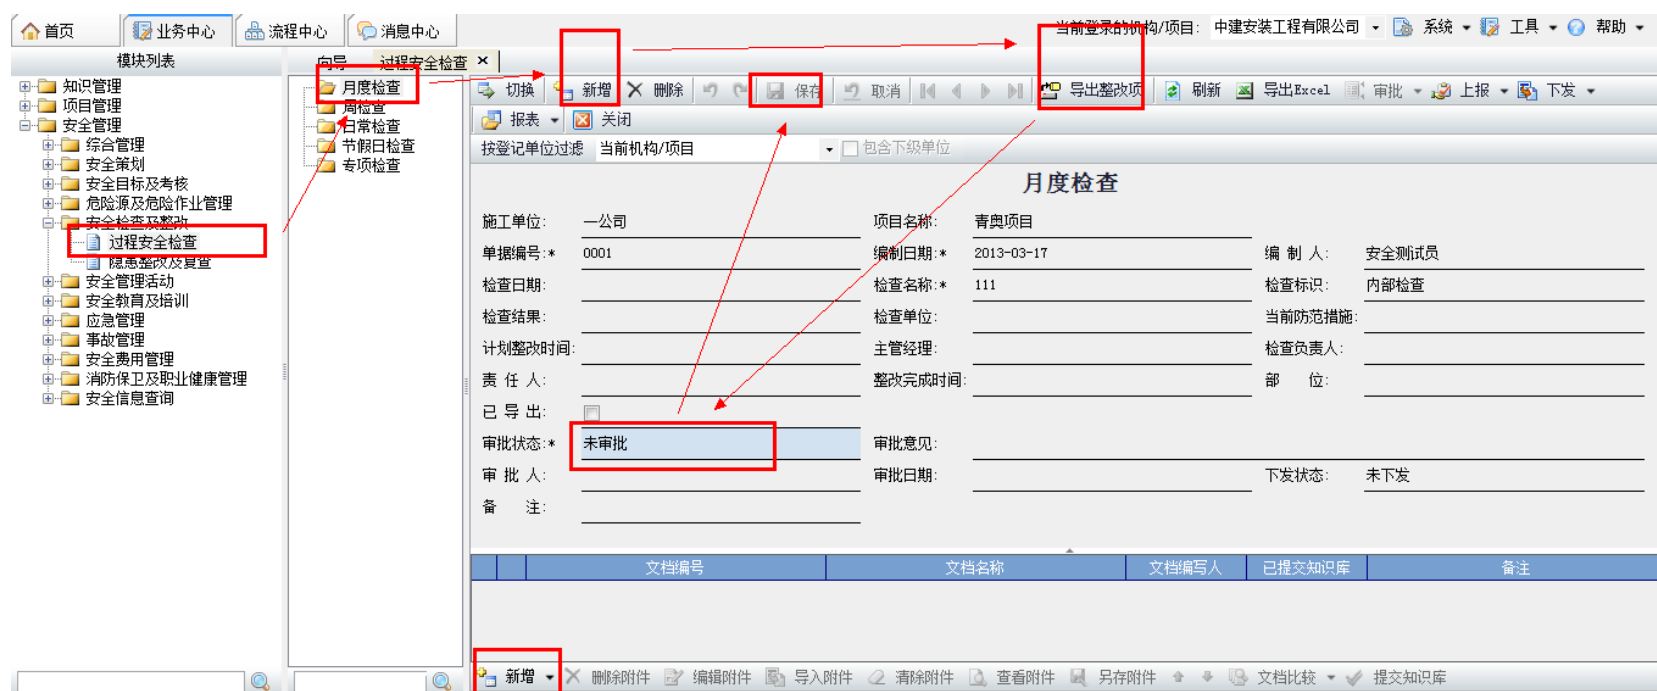 首页 业务中心 流程中心 消息中心 当前登录的机构/项目: 中建安装工程有限公司 系统 工具 帮助
模块列表 向导 过程安全检查 ×
知识管理
项目管理
安全管理
综合管理
安全策划
安全目标及考核
危险源及危险作业管理
安全检查及整改
过程安全检查
隐患整改及复查
安全管理活动
安全教育及培训
应急管理
事故管理
安全费用管理
消防保卫及职业健康管理
安全信息查询
月度检查
周检查
日常检查
节假日检查
专项检查
切换 新增 删除 保存 取消 导出整改项 刷新 导出Excel 审批 上报 下发
报表 关闭
按登记单位过滤 当前机构/项目 包含下级单位
月度检查
施工单位: 一公司 项目名称: 青奥项目
单据编号:* 0001 编制日期:* 2013-03-17 编 制 人: 安全测试员
检查日期: 检查名称:* 111 检查标识: 内部检查
检查结果: 检查单位: 当前防范措施:
计划整改时间: 主管经理: 检查负责人:
责 任 人: 整改完成时间: 部 位:
已 导 出:
审批状态:* 未审批 审批意见:
审 批 人: 审批日期: 下发状态: 未下发
备 注:
文档编号 文档名称 文档编写人 已提交知识库 备注
新增 删除附件 编辑附件 导入附件 清除附件 查看附件 另存附件 文档比较 提交知识库